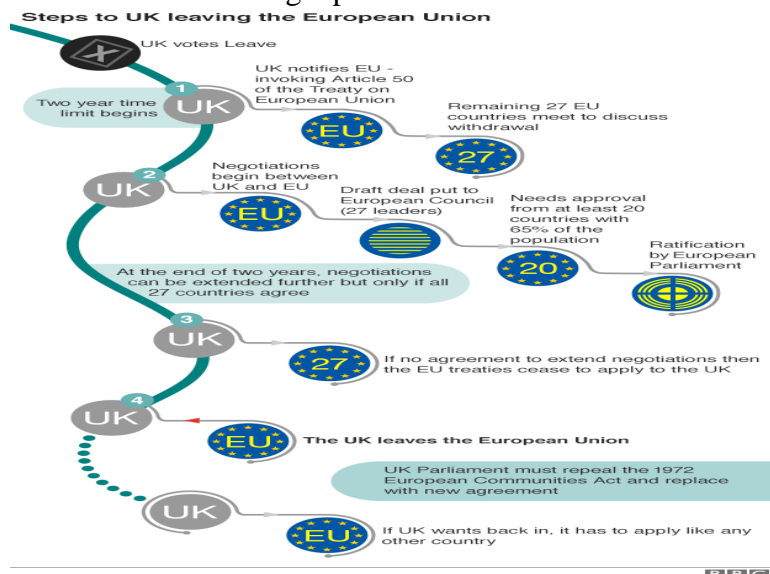 Steps to UK leaving the European Union
UK votes Leave
1
UK
Two year time
limit begins
UK notifies EU -
invoking Article 50
of the Treaty on
European Union
EU
Remaining 27 EU
countries meet to discuss
withdrawal
27
2
UK
Negotiations
begin between
UK and EU
EU
Draft deal put to
European Council
(27 leaders)
Needs approval
from at least 20
countries with
65% of the
population
20
Ratification
by European
Parliament
At the end of two years, negotiations
can be extended further but only if all
27 countries agree
3
UK
27
If no agreement to extend negotiations then
the EU treaties cease to apply to the UK
4
UK
EU
The UK leaves the European Union
UK Parliament must repeal the 1972
European Communities Act and replace
with new agreement
UK
EU
If UK wants back in, it has to apply like any
other country
BBC